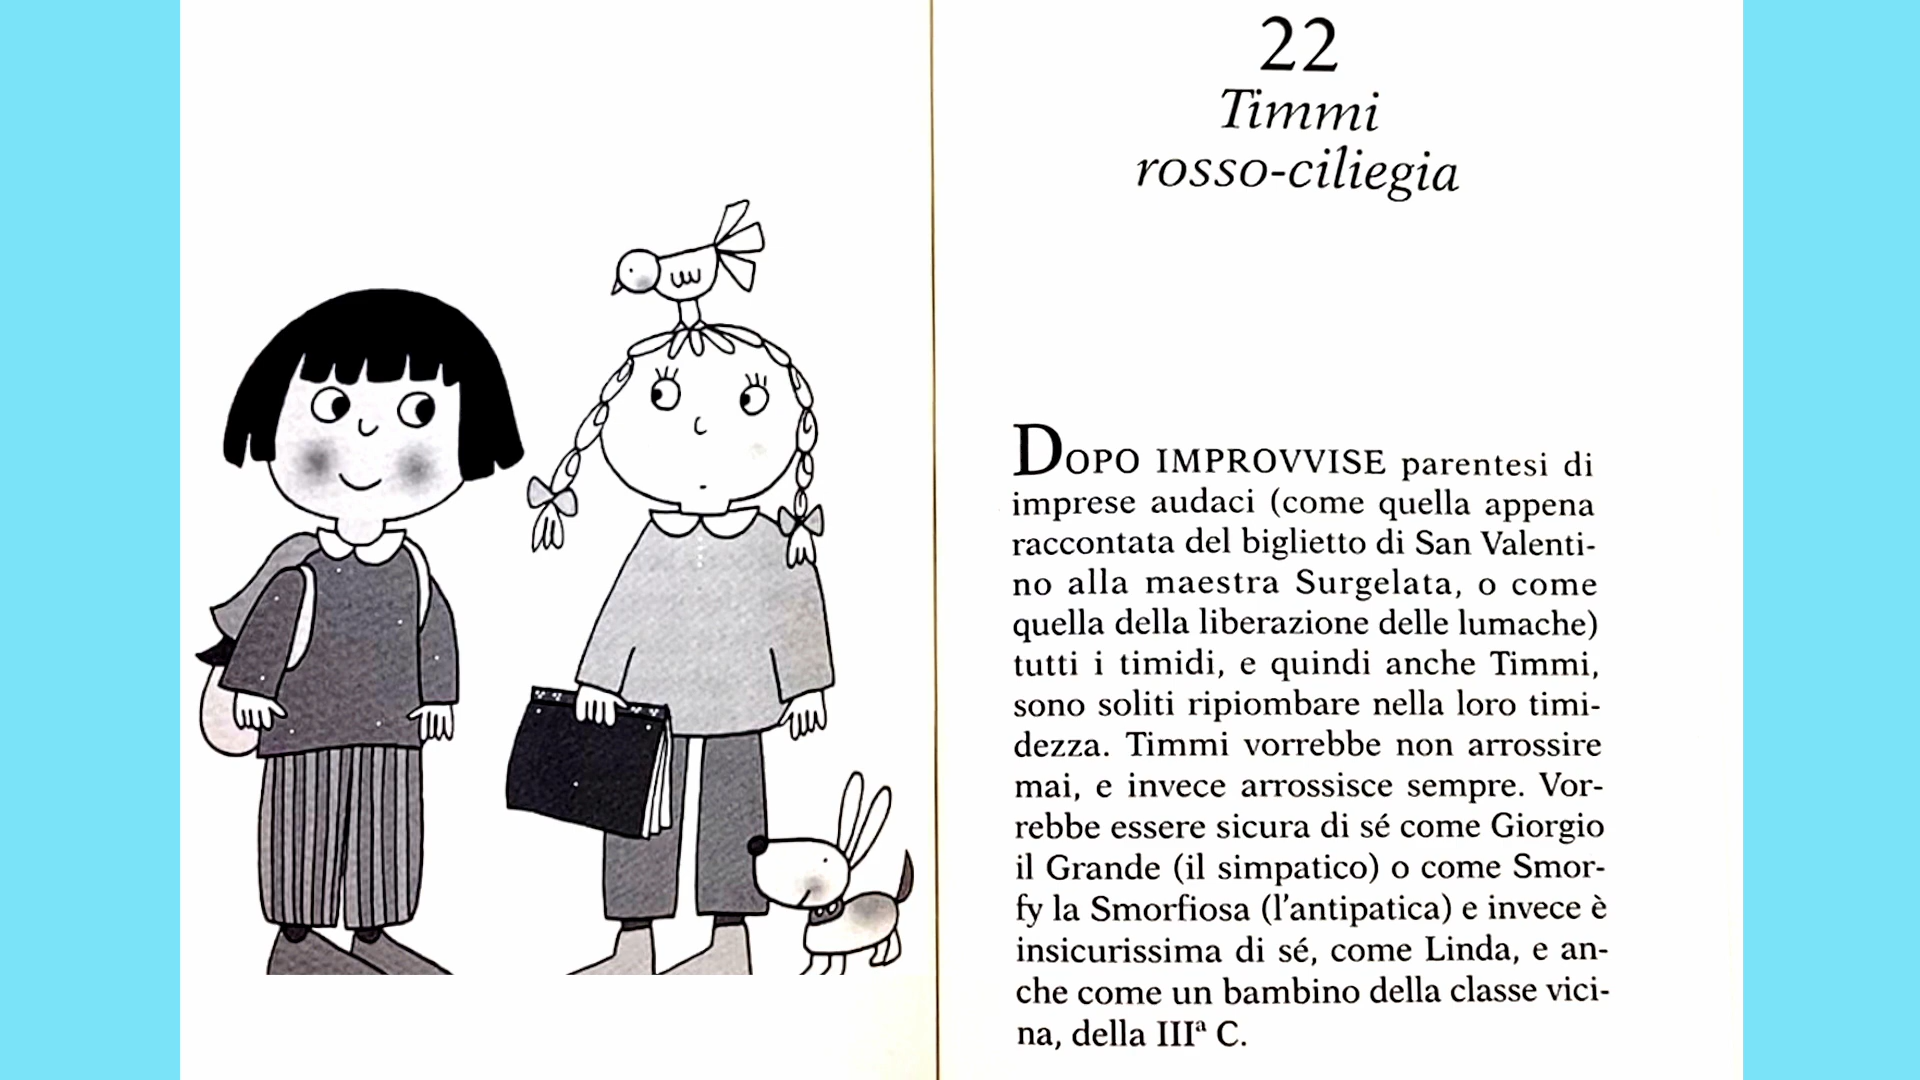 22
Timmi
rosso-ciliegia
DOPO IMPROVVISE parentesi di
imprese audaci (come quella appena
raccontata del biglietto di San Valenti-
no alla maestra Surgelata, o come
quella della liberazione delle lumache)
tutti i timidi, e quindi anche Timmi,
sono soliti ripiombare nella loro timi-
dezza. Timmi vorrebbe non arrossire
mai, e invece arrossisce sempre. Vor-
rebbe essere sicura di sé come Giorgio
il Grande (il simpatico) o come Smor-
fy la Smorfiosa (l'antipatica) e invece è
insicurissima di sé, come Linda, e an-
che come un bambino della classe vici-
na, della IIIª C.